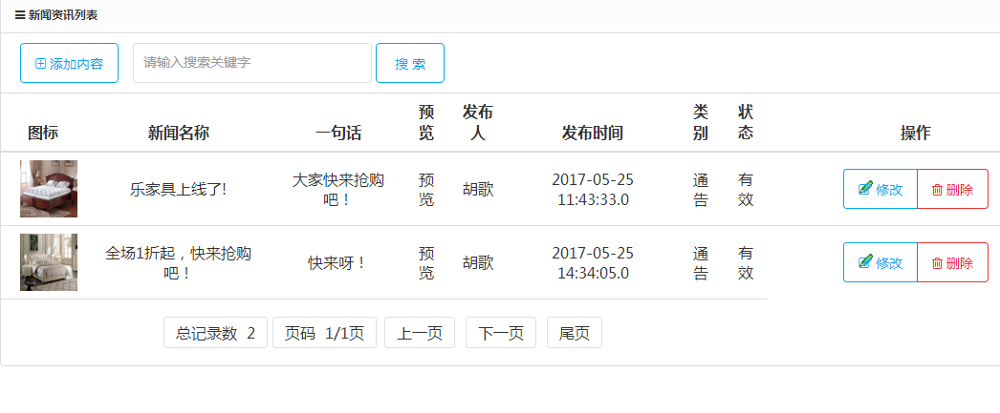 新闻资讯列表
添加内容 请输入搜索关键字 搜 索
图标 新闻名称 一句话 预览 发布人 发布时间 类别 状态 操作
乐家具上线了! 大家快来抢购吧！ 预览 胡歌 2017-05-25 11:43:33.0 通告 有效 修改 删除
全场1折起，快来抢购吧！ 快来呀！ 预览 胡歌 2017-05-25 14:34:05.0 通告 有效 修改 删除
总记录数 2 页码 1/1页 上一页 下一页 尾页